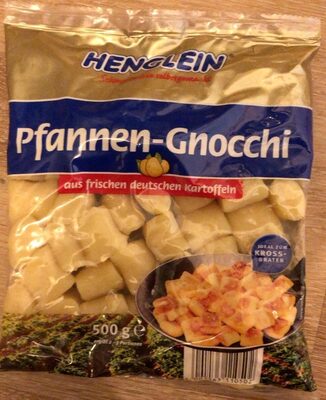 HENGLEIN
Pfannen-Gnocchi
aus frischen deutschen Kartoffeln
IDEAL ZUM
KROSS-
BRATEN
500 g e